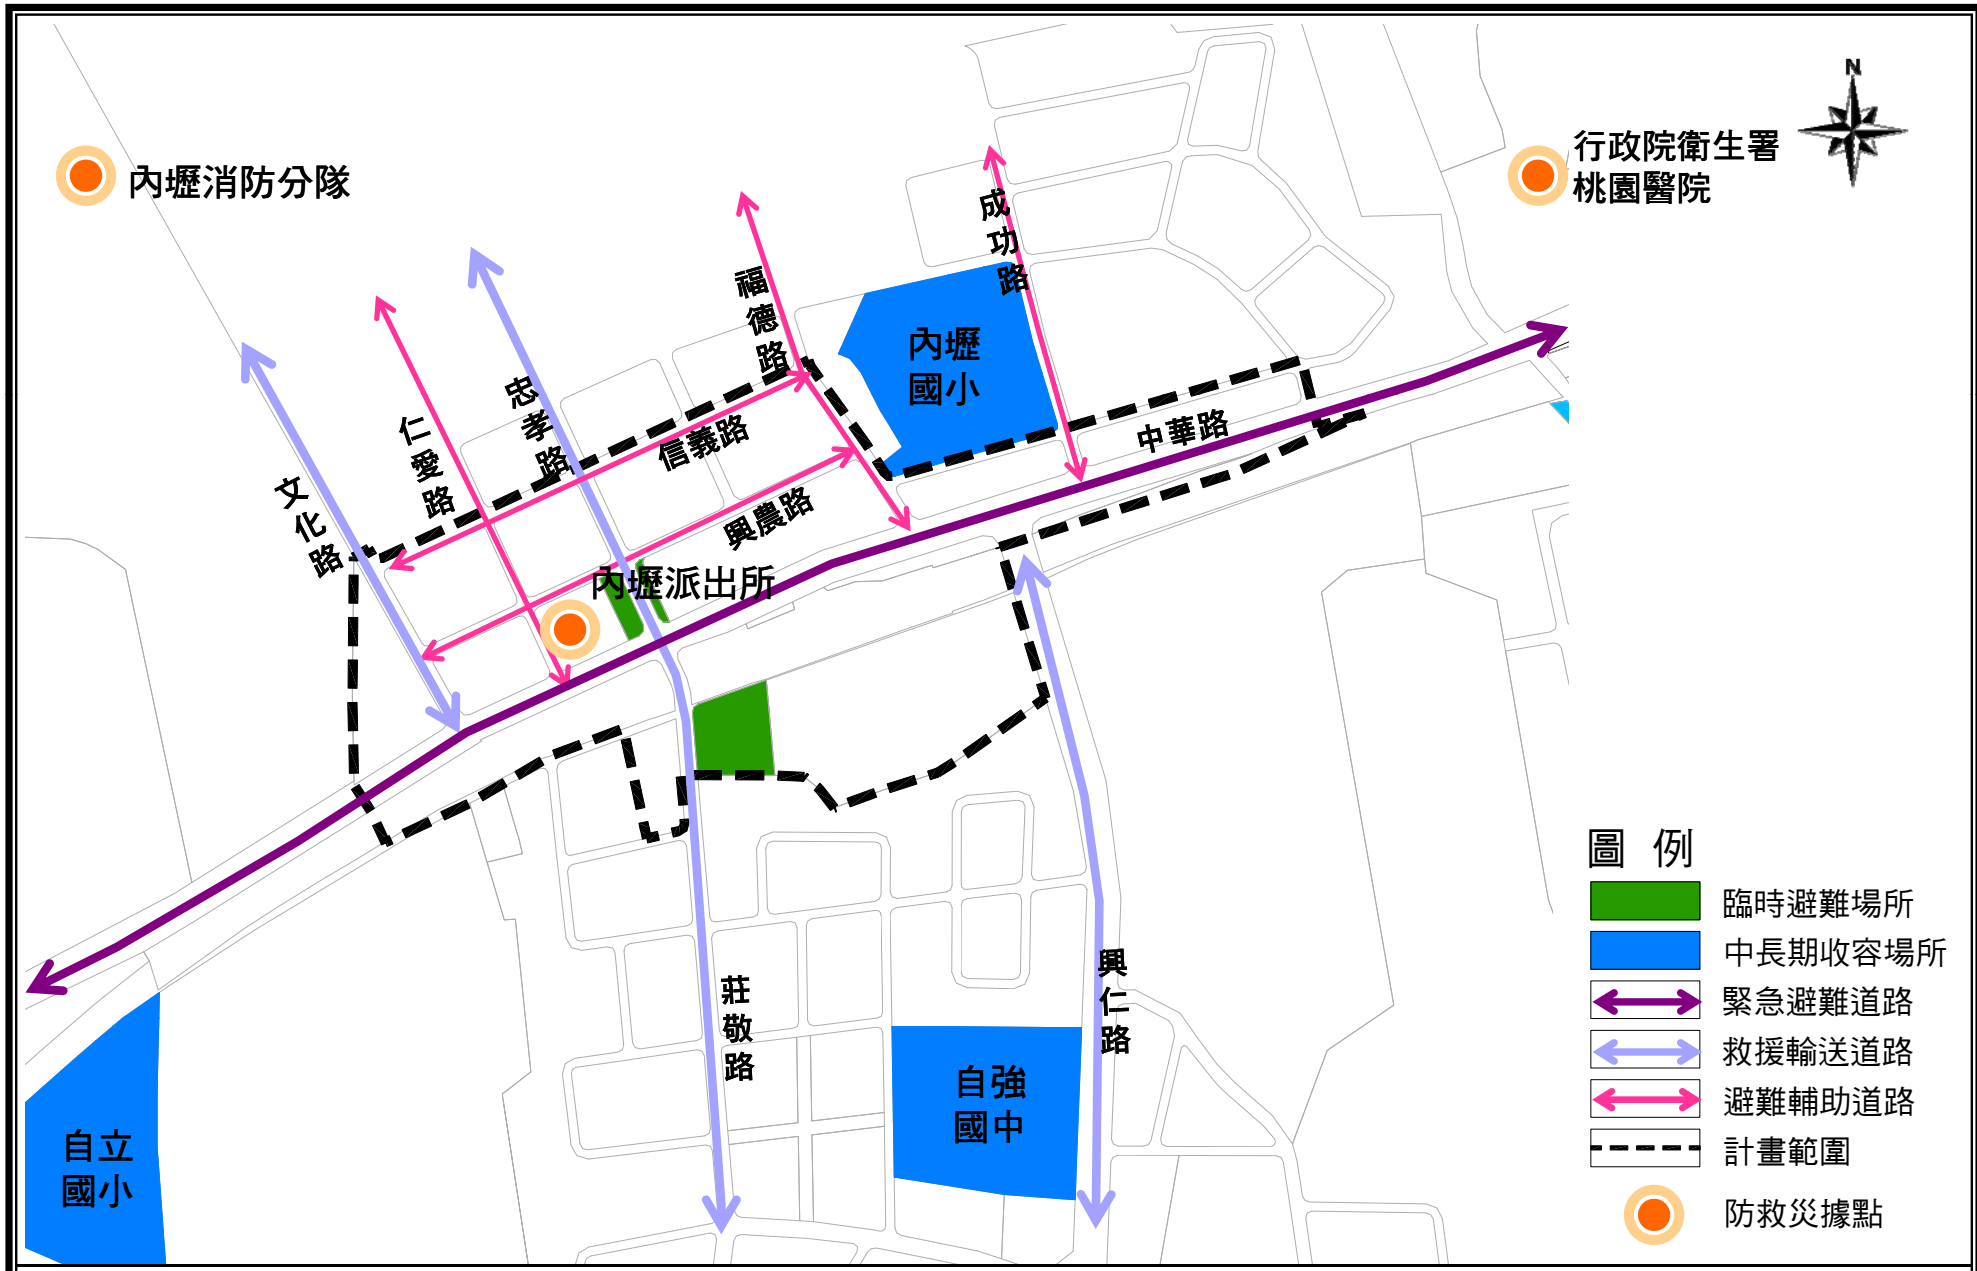 N
行政院衛生署
桃園醫院
內壢消防分隊
成功路
福德路
內壢
國小
忠孝路
仁愛路
信義路
中華路
文化路
興農路
內壢派出所
莊敬路
興仁路
自強
國中
自立
國小
圖 例
臨時避難場所
中長期收容場所
緊急避難道路
救援輸送道路
避難輔助道路
計畫範圍
防救災據點